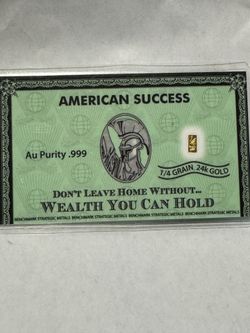 AMERICAN SUCCESS
Au Purity .999
1/4 GRAIN 24K GOLD
DON'T LEAVE HOME WITHOUT...
WEALTH YOU CAN HOLD
BENCHMARK STRATEGIC METALS BENCHMARK STRATEGIC METALS BENCHMARK STRATEGIC METALS